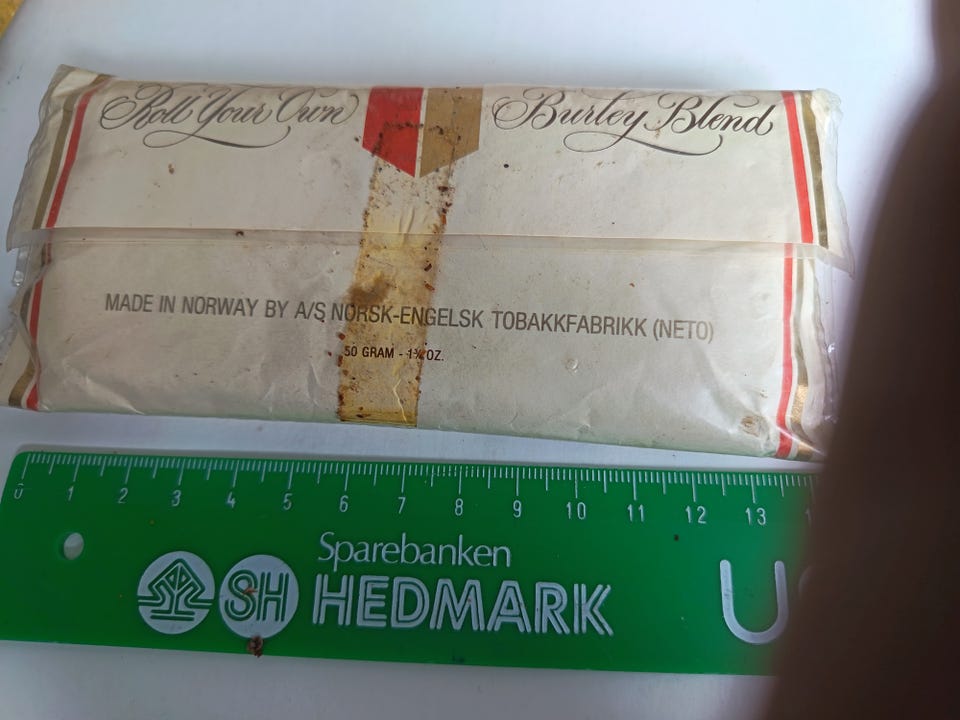 Roll Your Own Burley Blend
MADE IN NORWAY BY A/S NORSK-ENGELSK TOBAKKFABRIKK (NETO)
50 GRAM - 1¾ OZ.
0 1 2 3 4 5 6 7 8 9 10 11 12 13
Sparebanken
SH HEDMARK U